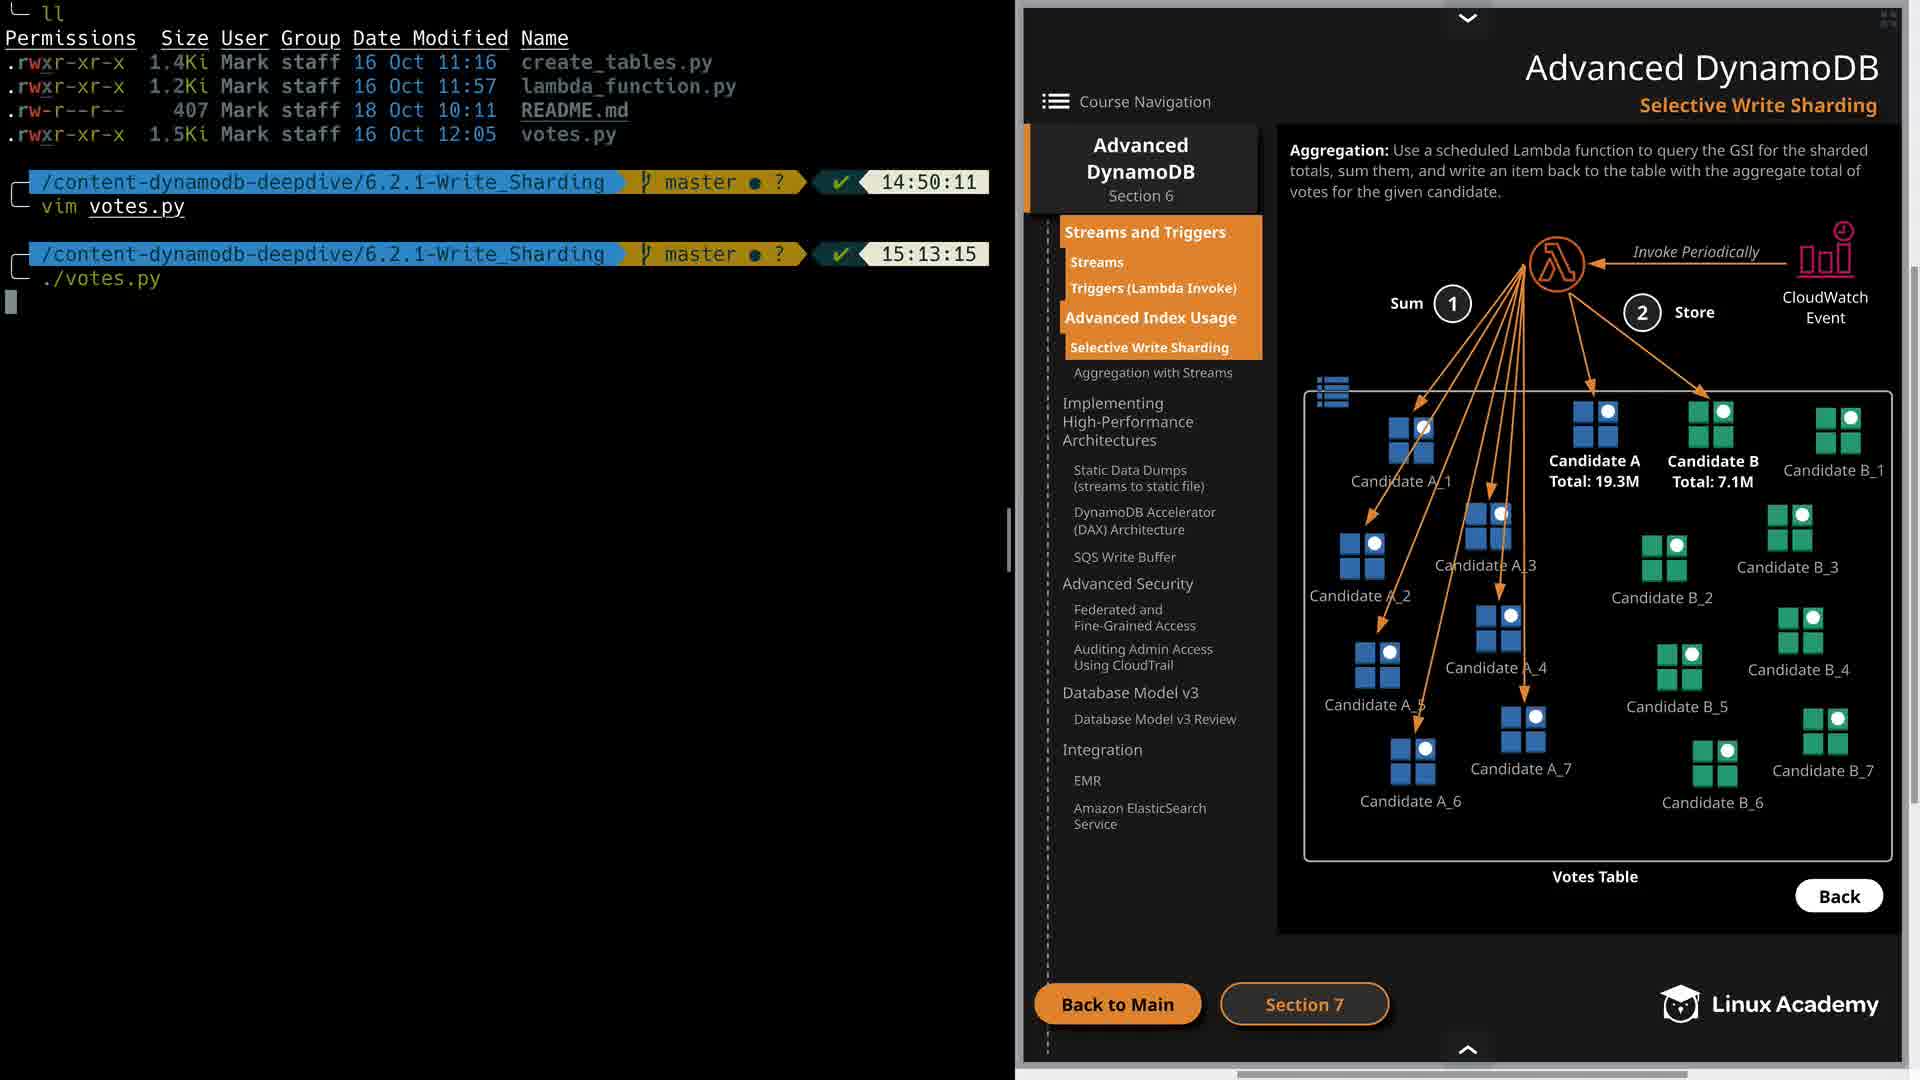 ll
Permissions Size User Group Date Modified Name
.rwxr-xr-x 1.4Ki Mark staff 16 Oct 11:16 create_tables.py
.rwxr-xr-x 1.2Ki Mark staff 16 Oct 11:57 lambda_function.py
.rw-r--r-- 407 Mark staff 18 Oct 10:11 README.md
.rwxr-xr-x 1.5Ki Mark staff 16 Oct 12:05 votes.py
/content-dynamodb-deepdive/6.2.1-Write_Sharding master ● ? ✔ 14:50:11
vim votes.py
/content-dynamodb-deepdive/6.2.1-Write_Sharding master ● ? ✔ 15:13:15
./votes.py
Advanced DynamoDB
Selective Write Sharding
Course Navigation
Advanced
DynamoDB
Section 6
Streams and Triggers
Streams
Triggers (Lambda Invoke)
Advanced Index Usage
Selective Write Sharding
Aggregation with Streams
Implementing
High-Performance
Architectures
Static Data Dumps
(streams to static file)
DynamoDB Accelerator
(DAX) Architecture
SQS Write Buffer
Advanced Security
Federated and
Fine-Grained Access
Auditing Admin Access
Using CloudTrail
Database Model v3
Database Model v3 Review
Integration
EMR
Amazon ElasticSearch
Service
Aggregation: Use a scheduled Lambda function to query the GSI for the sharded
totals, sum them, and write an item back to the table with the aggregate total of
votes for the given candidate.
Invoke Periodically
CloudWatch
Event
Sum 1
2 Store
Candidate A_1
Candidate A
Total: 19.3M
Candidate B
Total: 7.1M
Candidate B_1
Candidate A_2
Candidate A_3
Candidate B_2
Candidate B_3
Candidate A_4
Candidate B_4
Candidate A_5
Candidate B_5
Candidate A_6
Candidate A_7
Candidate B_6
Candidate B_7
Votes Table
Back
Back to Main
Section 7
Linux Academy